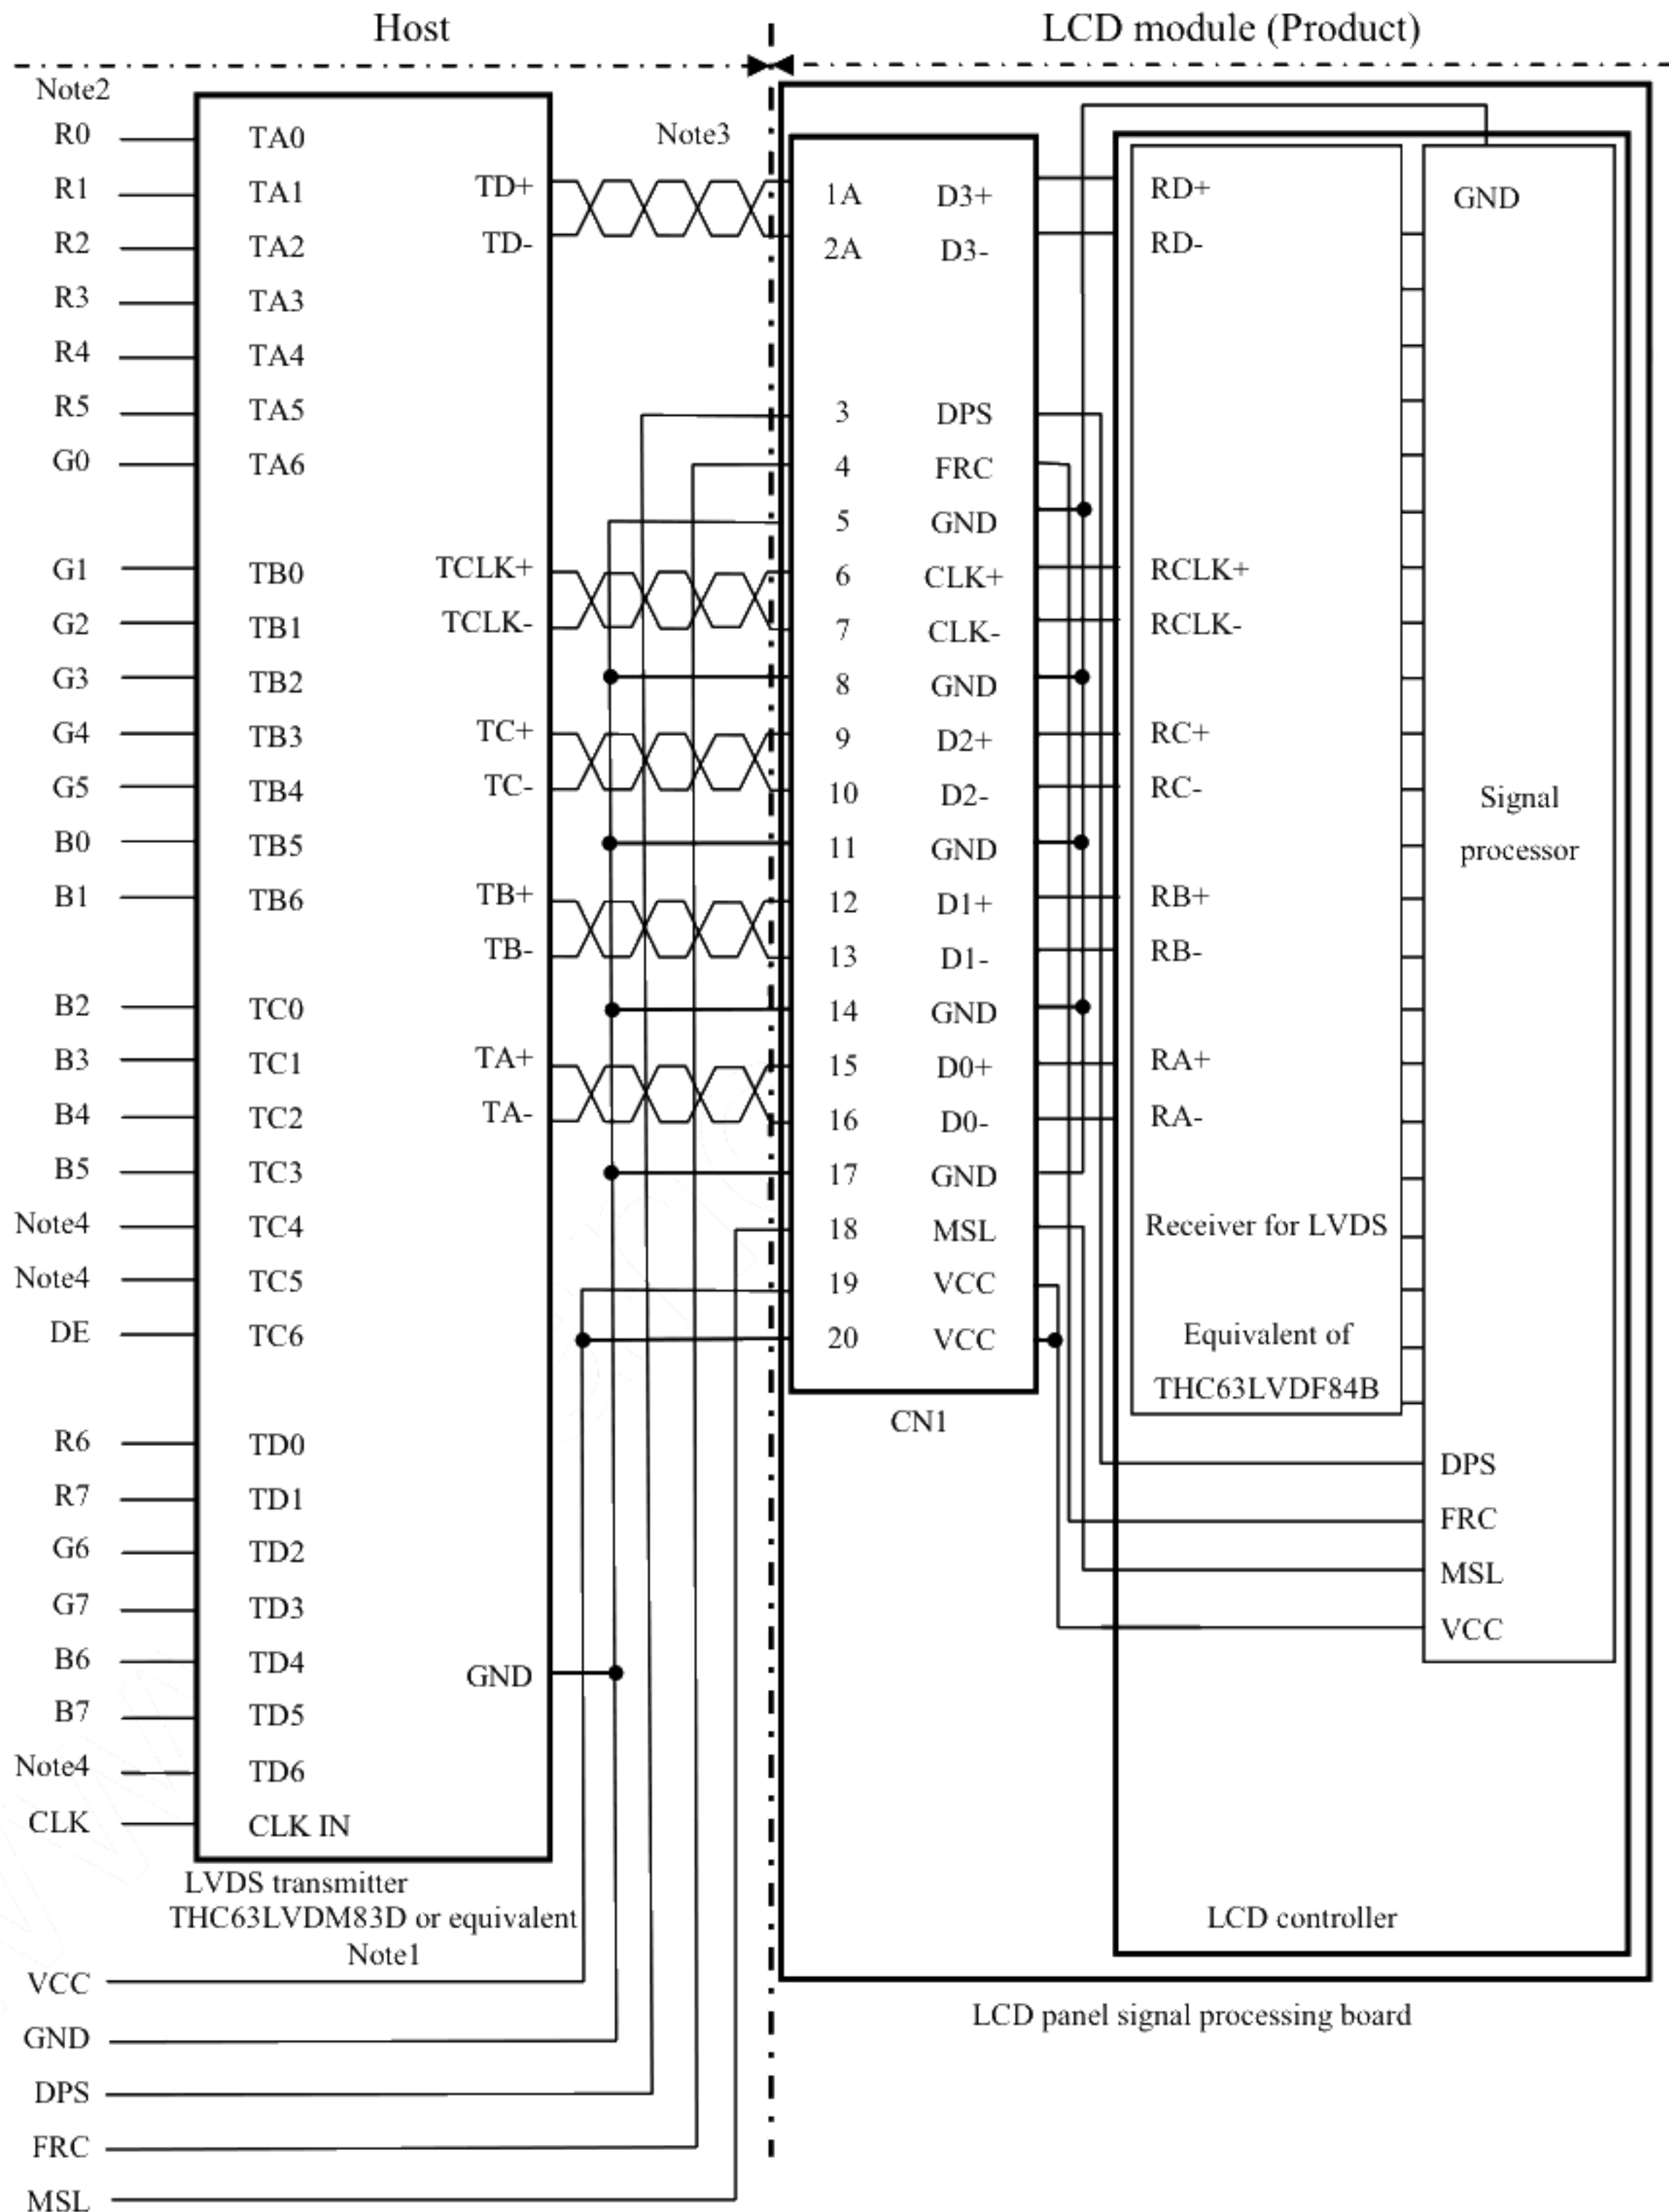 Host
LCD module (Product)
Note2
R0 TA0
R1 TA1
R2 TA2
R3 TA3
R4 TA4
R5 TA5
G0 TA6
G1 TB0
G2 TB1
G3 TB2
G4 TB3
G5 TB4
B0 TB5
B1 TB6
B2 TC0
B3 TC1
B4 TC2
B5 TC3
Note4 TC4
Note4 TC5
DE TC6
R6 TD0
R7 TD1
G6 TD2
G7 TD3
B6 TD4
B7 TD5
Note4 TD6
CLK CLK IN
TD+
TD-
TCLK+
TCLK-
TC+
TC-
TB+
TB-
TA+
TA-
GND
LVDS transmitter
THC63LVDM83D or equivalent
Note1
VCC
GND
DPS
FRC
MSL
Note3
1A D3+
2A D3-
3 DPS
4 FRC
5 GND
6 CLK+
7 CLK-
8 GND
9 D2+
10 D2-
11 GND
12 D1+
13 D1-
14 GND
15 D0+
16 D0-
17 GND
18 MSL
19 VCC
20 VCC
CN1
RD+
RD-
RCLK+
RCLK-
RC+
RC-
RB+
RB-
RA+
RA-
Receiver for LVDS
Equivalent of
THC63LVDF84B
GND
Signal
processor
DPS
FRC
MSL
VCC
LCD controller
LCD panel signal processing board